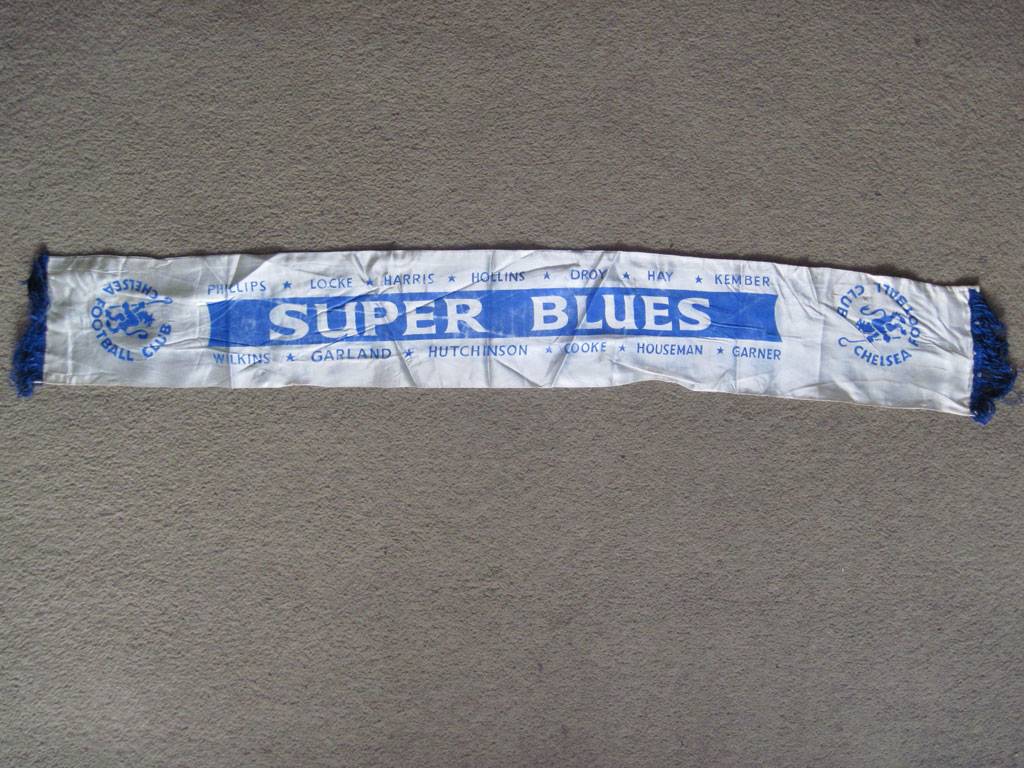 CHELSEA FOOTBALL CLUB
PHILLIPS ★ LOCKE ★ HARRIS ★ HOLLINS ★ DROY ★ HAY ★ KEMBER
SUPER BLUES
WILKINS ★ GARLAND ★ HUTCHINSON ★ COOKE ★ HOUSEMAN ★ GARNER
CHELSEA FOOTBALL CLUB